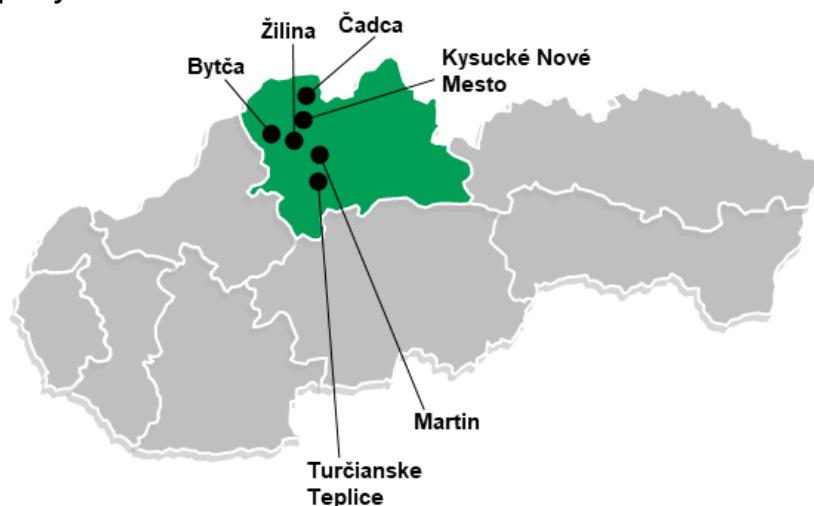 Žilina
Čadca
Bytča
Kysucké Nové
Mesto
Martin
Turčianske
Teplice